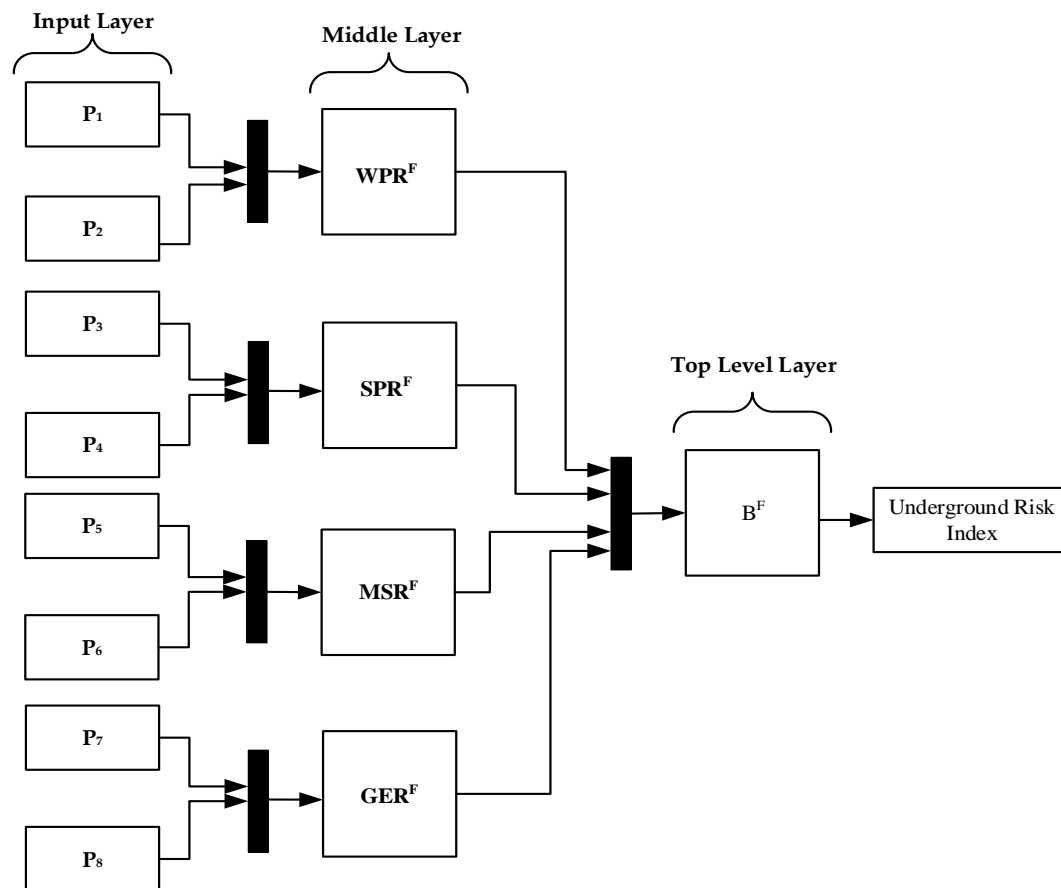 Input Layer
Middle Layer
P₁
WPRᶠ
P₂
P₃
SPRᶠ
Top Level Layer
P₄
P₅
Bᶠ
Underground Risk
Index
MSRᶠ
P₆
P₇
GERᶠ
P₈